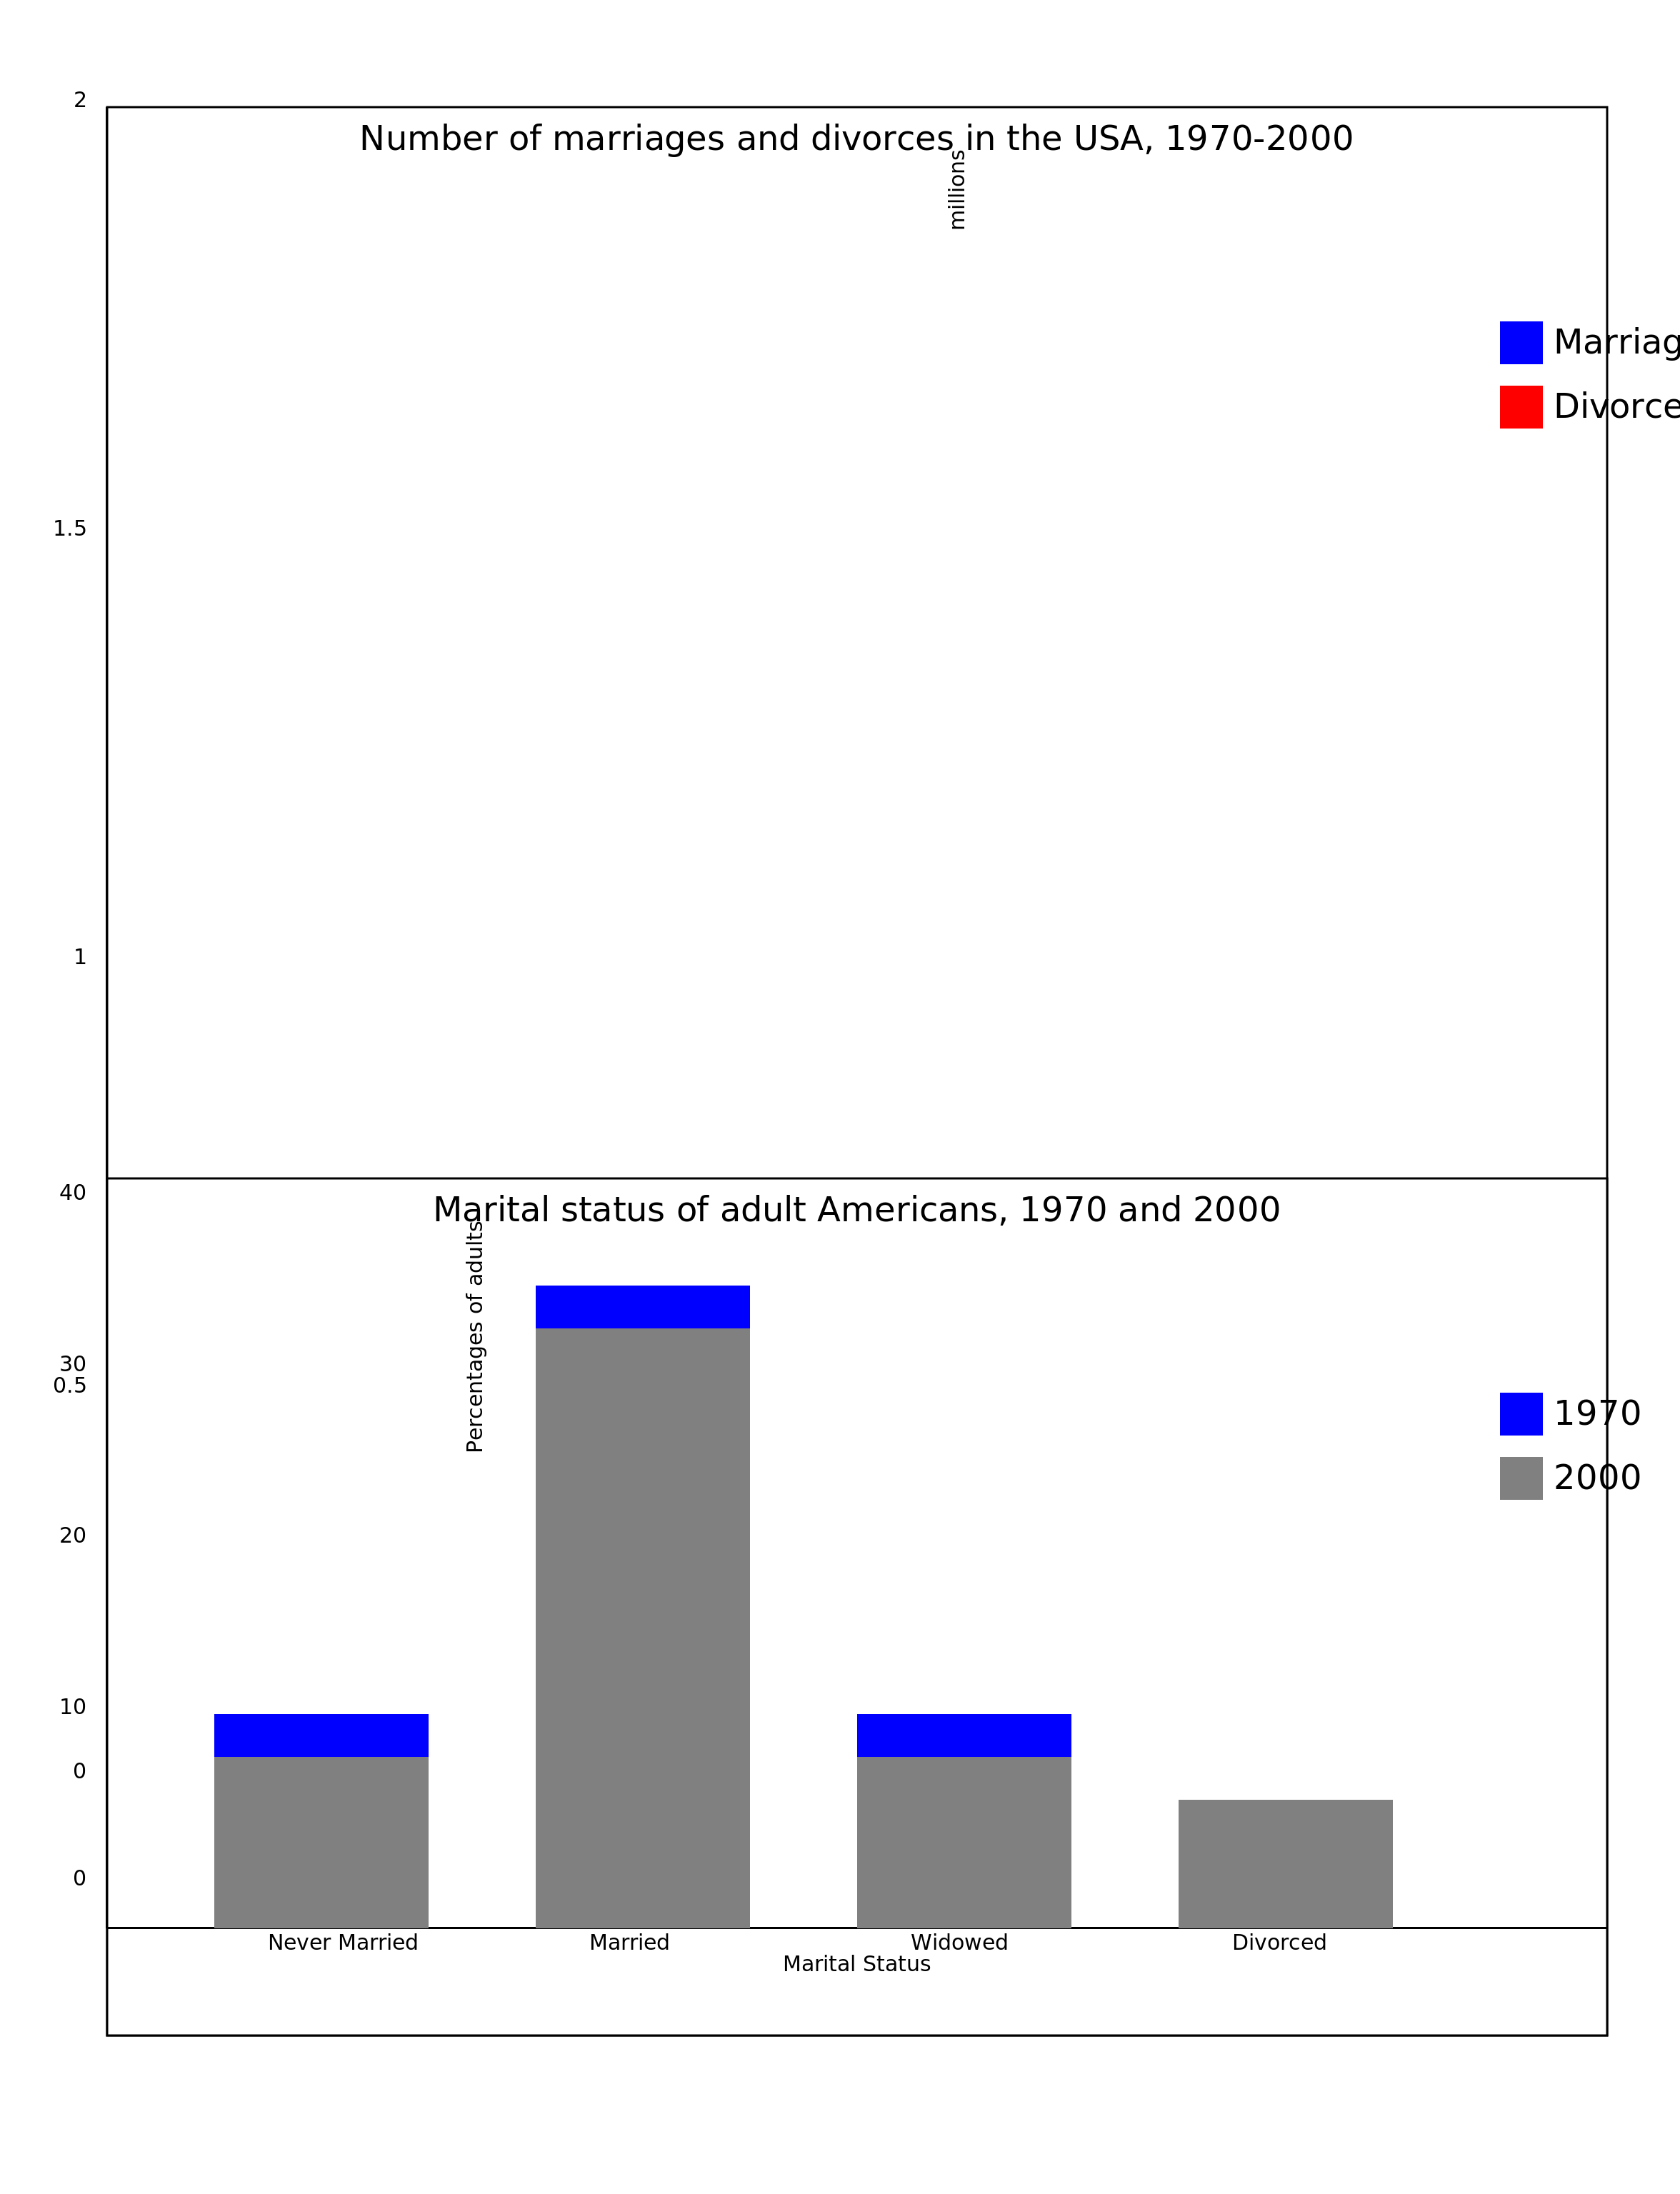 2
Number of marriages and divorces in the USA, 1970-2000
millions
Marriag
Divorce
1.5
1
40
Marital status of adult Americans, 1970 and 2000
Percentages of adults
30
0.5
1970
2000
20
10
0
0
Never Married Married Widowed Divorced
Marital Status